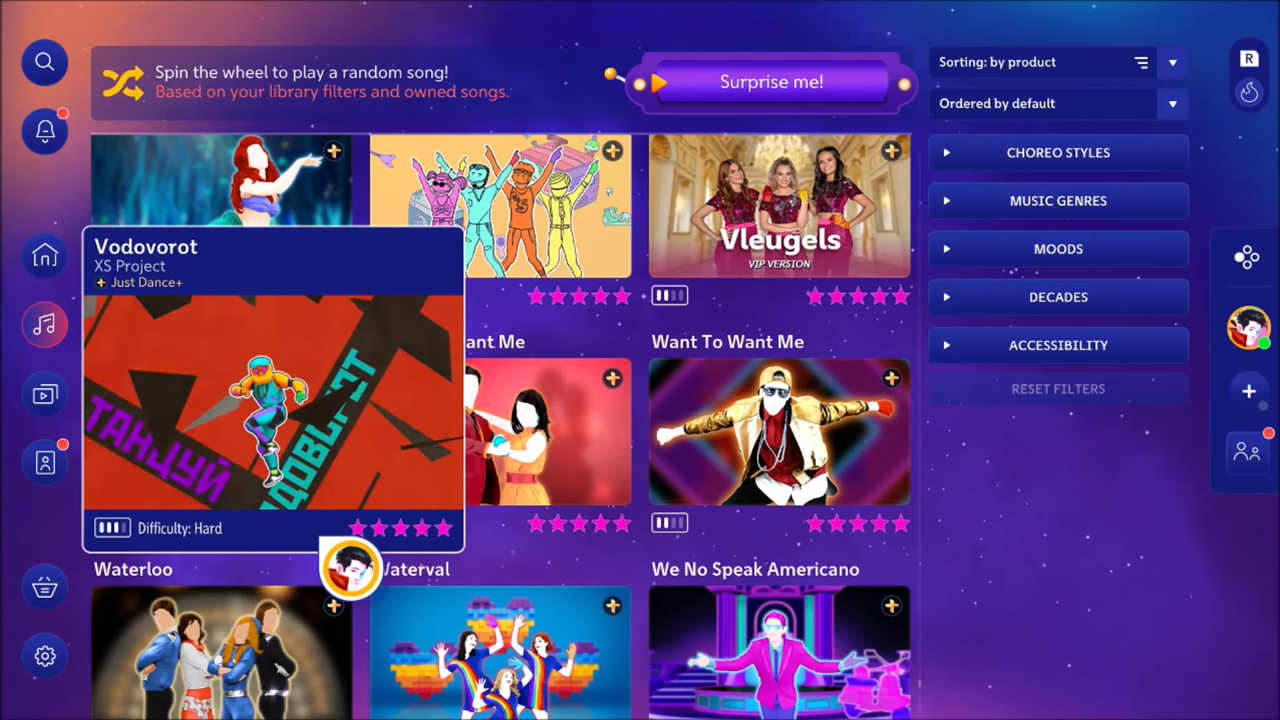 Spin the wheel to play a random song!
Based on your library filters and owned songs.
Surprise me!
Sorting: by product
Ordered by default
R
CHOREO STYLES
MUSIC GENRES
MOODS
DECADES
ACCESSIBILITY
RESET FILTERS
Vleugels
VIP VERSION
Vodovorot
XS Project
Just Dance+
ТАНЦУЙ
Difficulty: Hard
ant Me
Want To Want Me
Waterloo
Waterval
We No Speak Americano